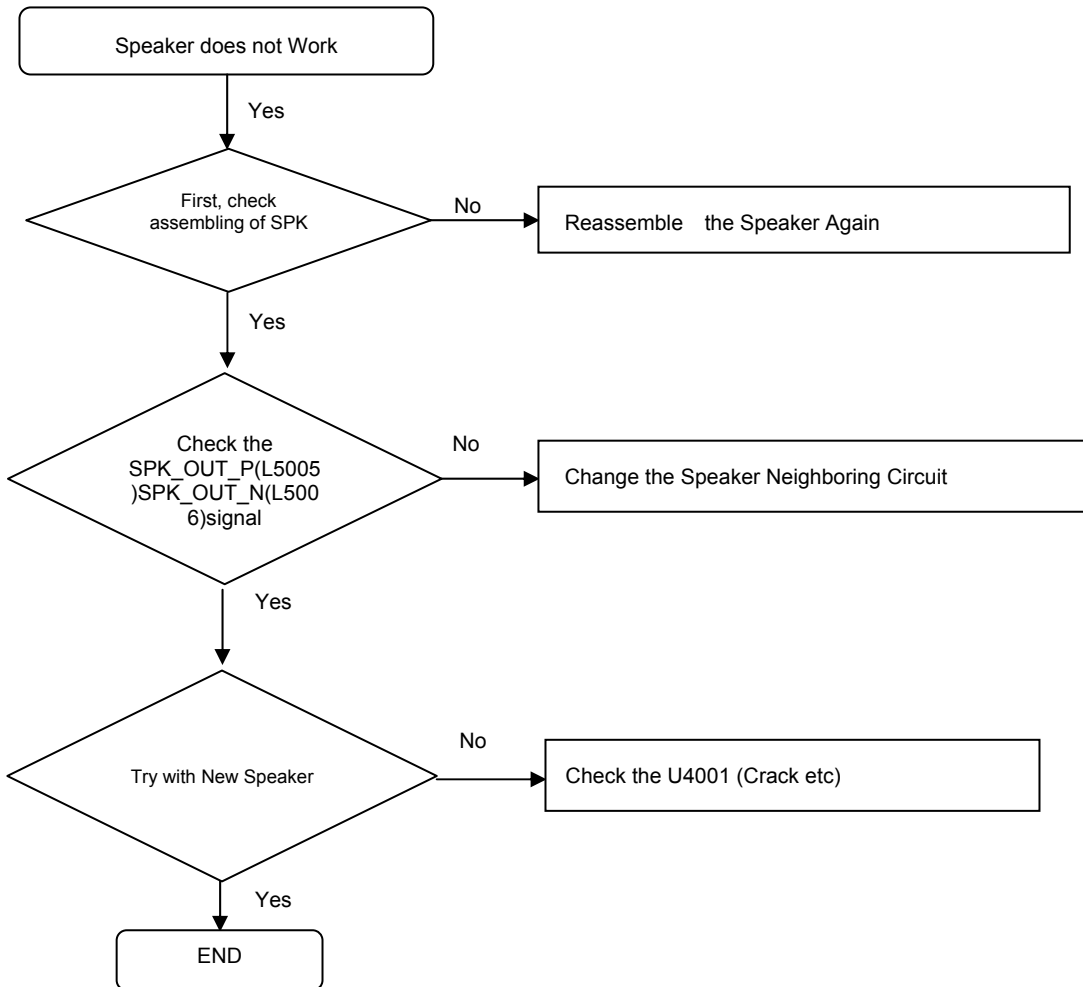 Speaker does not Work
Yes
First, check
assembling of SPK
No
Reassemble the Speaker Again
Yes
Check the
SPK_OUT_P(L5005
)SPK_OUT_N(L500
6)signal
No
Change the Speaker Neighboring Circuit
Yes
Try with New Speaker
No
Check the U4001 (Crack etc)
Yes
END